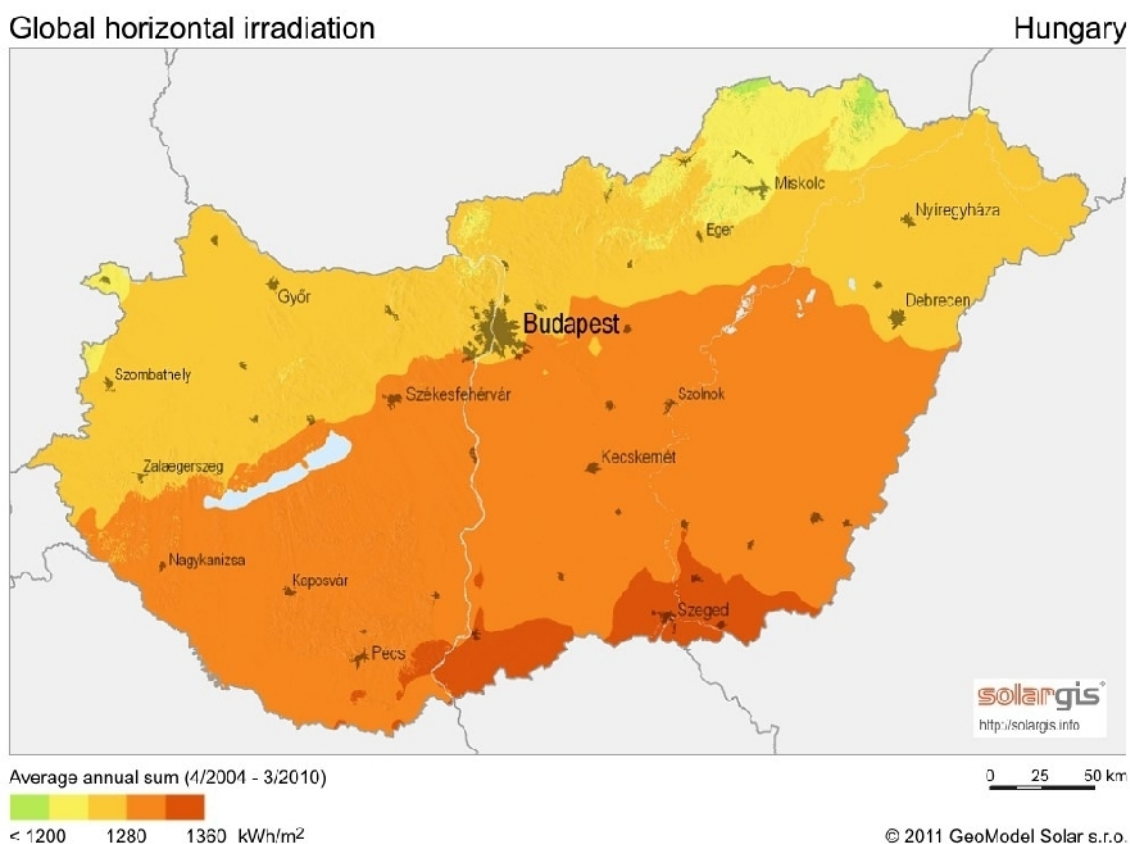 Global horizontal irradiation
Hungary
Miskolc
Nyíregyháza
Eger
Győr
Debrecen
Budapest
Szombathely
Székesfehérvár
Szolnok
Zalaegerszeg
Kecskemét
Nagykanizsa
Kaposvár
Szeged
Pécs
solargis
http://solargis.info
Average annual sum (4/2004 - 3/2010)
0 25 50 km
< 1200 1280 1360 kWh/m²
© 2011 GeoModel Solar s.r.o.